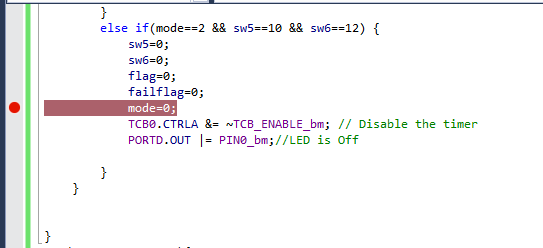 }
else if(mode==2 && sw5==10 && sw6==12) {
sw5=0;
sw6=0;
flag=0;
failflag=0;
mode=0;
TCB0.CTRLA &= ~TCB_ENABLE_bm; // Disable the timer
PORTD.OUT |= PIN0_bm;//LED is Off
}
}
}